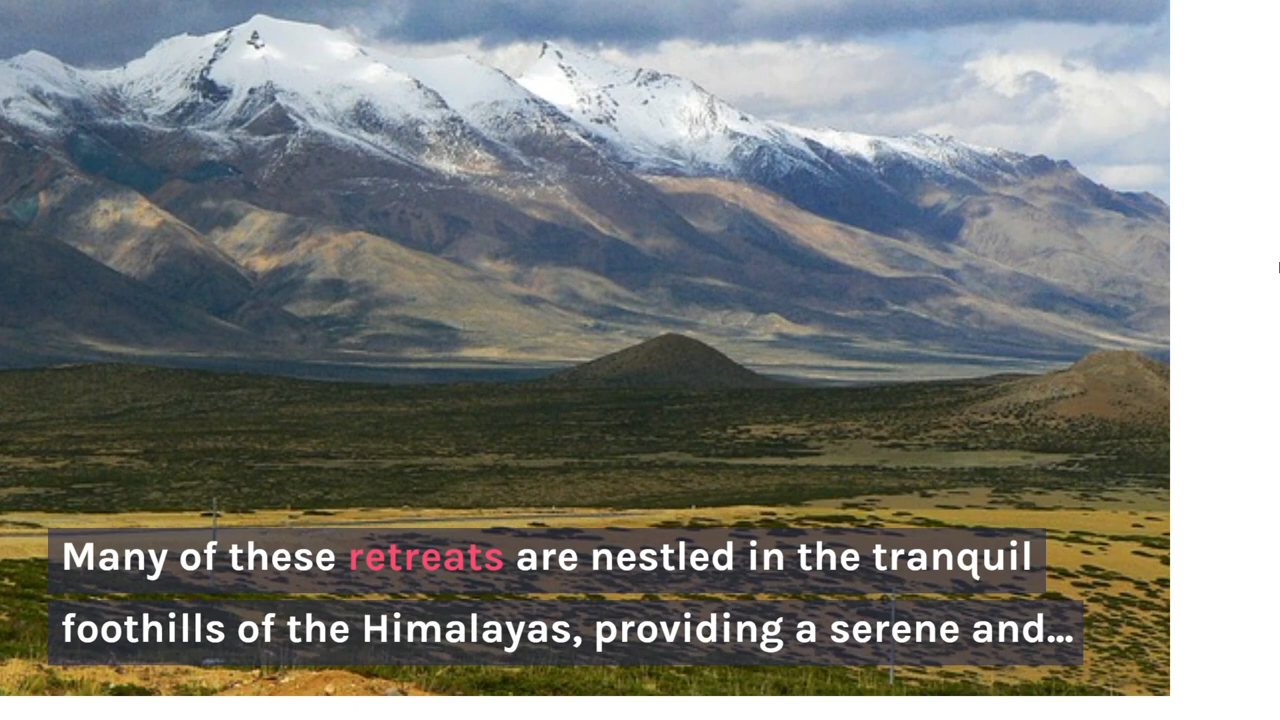 Many of these retreats are nestled in the tranquil
foothills of the Himalayas, providing a serene and...